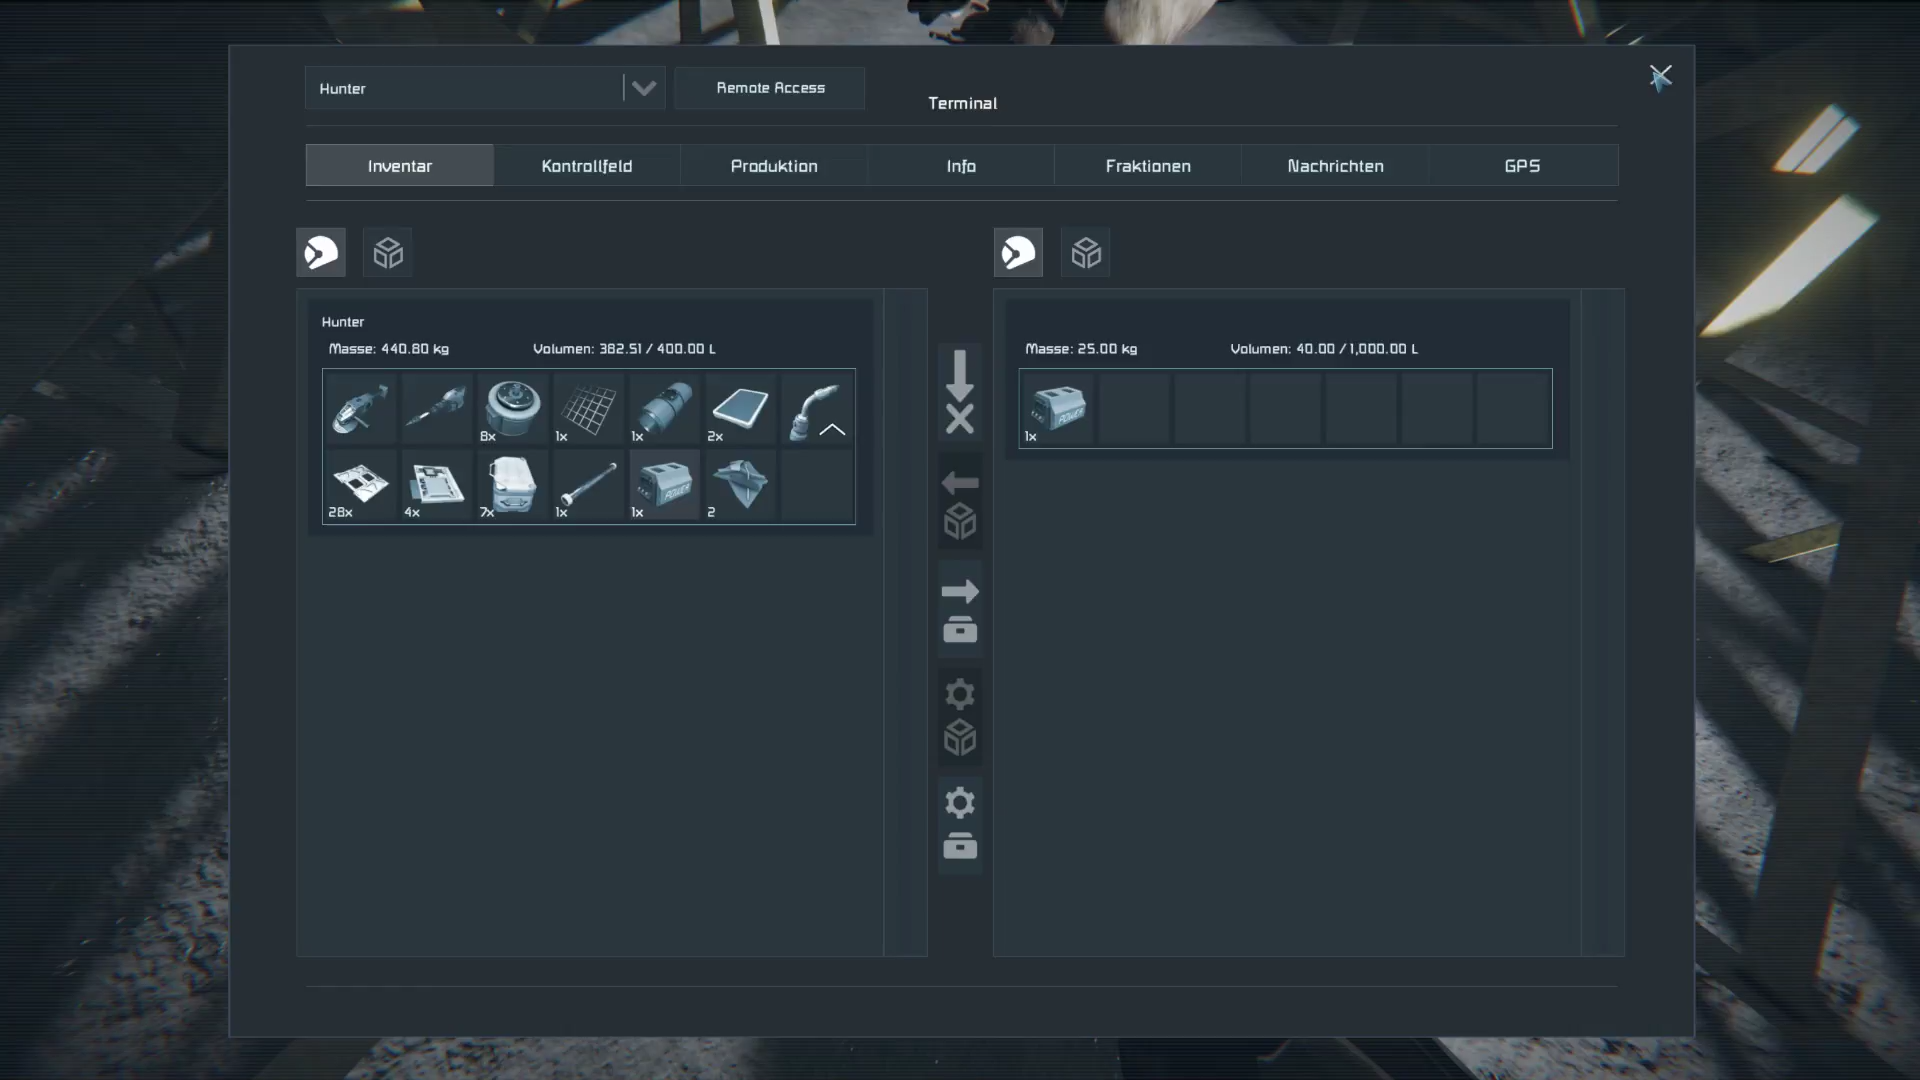 Hunter
Remote Access
Terminal
Inventar
Kontrollfeld
Produktion
Info
Fraktionen
Nachrichten
GPS
Hunter
Masse: 440.80 kg
Volumen: 382.51 / 400.00 L
8x
1x
1x
2x
28x
4x
7x
1x
POWER
1x
2
Masse: 25.00 kg
Volumen: 40.00 / 1,000.00 L
POWER
1x